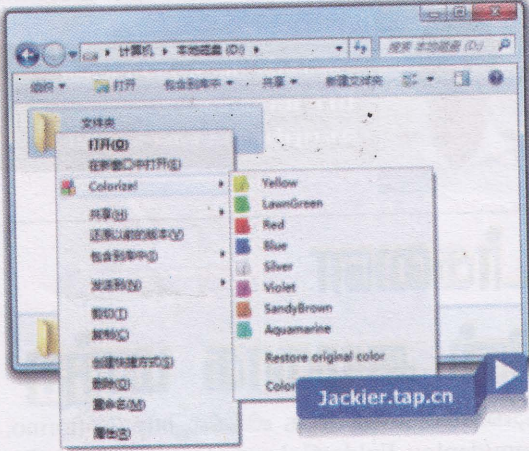 计算机 ▸ 本地磁盘 (D:) ▸
搜索 本地磁盘 (D:)
组织 打开 包含到库中 共享 新建文件夹
文件夹
打开(O)
在新窗口中打开(E)
Colorize!
共享(H)
还原以前的版本(V)
包含到库中(I)
发送到(N)
剪切(T)
复制(C)
创建快捷方式(S)
删除(D)
重命名(M)
属性(R)
Yellow
LawnGreen
Red
Blue
Silver
Violet
SandyBrown
Aquamarine
Restore original color
Color
Jackier.tap.cn